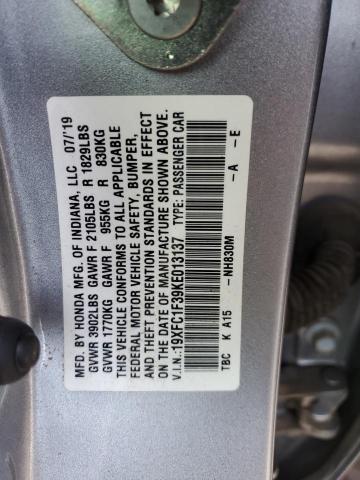 MFD. BY HONDA MFG. OF INDIANA, LLC 07/'19
GVWR 3902LBS GAWR F 2105LBS R 1829LBS
GVWR 1770KG GAWR F 955KG R 830KG
THIS VEHICLE CONFORMS TO ALL APPLICABLE
FEDERAL MOTOR VEHICLE SAFETY, BUMPER,
AND THEFT PREVENTION STANDARDS IN EFFECT
ON THE DATE OF MANUFACTURE SHOWN ABOVE.
V.I.N.: 19XFC1F39KE013137 TYPE: PASSENGER CAR
NH830M -A -E
TBC K A15